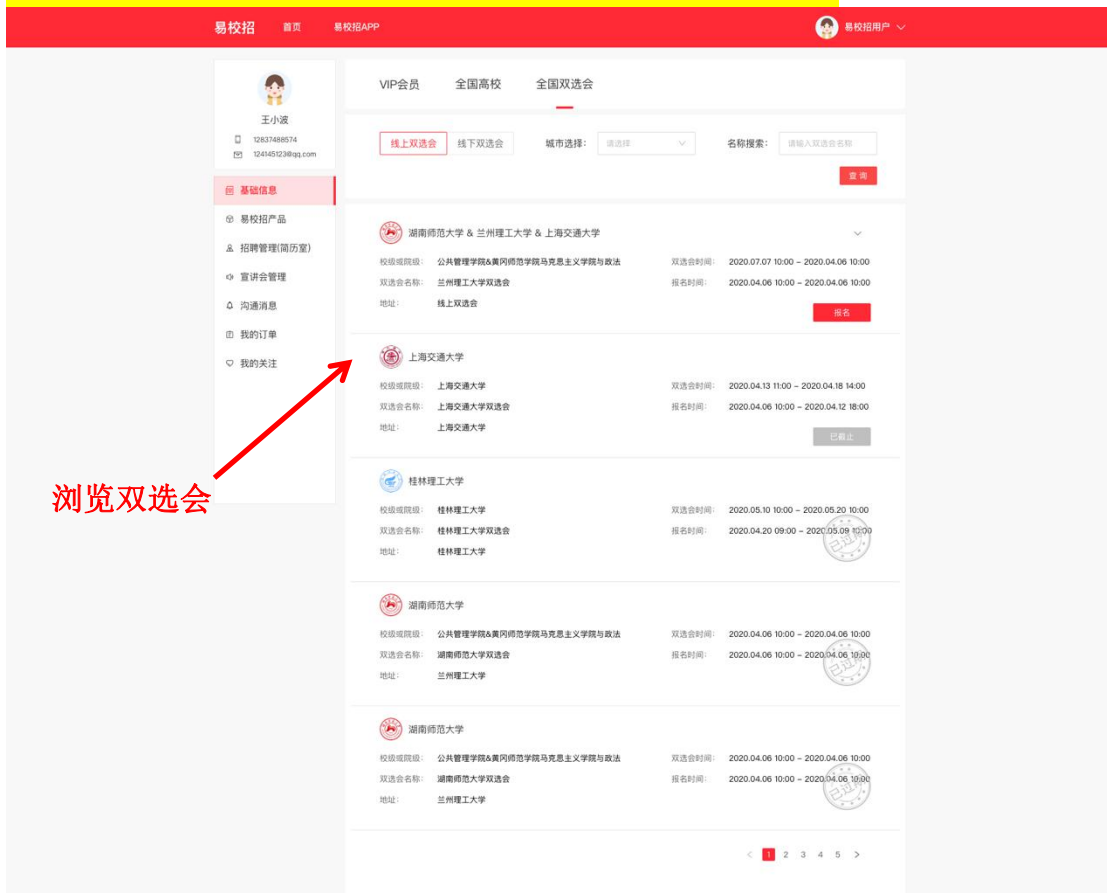 易校招 首页 易校招APP 易校招用户
王小波
12837488574
124145123@qq.com
基础信息
易校招产品
招聘管理(简历室)
宣讲会管理
沟通消息
我的订单
我的关注
浏览双选会
VIP会员 全国高校 全国双选会
线上双选会 线下双选会 城市选择: 请选择 名称搜索: 请输入双选会名称
查询
湖南师范大学 & 兰州理工大学 & 上海交通大学
校级或院级: 公共管理学院&黄冈师范学院马克思主义学院与政法 双选会时间: 2020.07.07 10:00 ~ 2020.04.06 10:00
双选会名称: 兰州理工大学双选会 报名时间: 2020.04.06 10:00 ~ 2020.04.06 10:00
地址: 线上双选会
报名
上海交通大学
校级或院级: 上海交通大学 双选会时间: 2020.04.13 11:00 ~ 2020.04.18 14:00
双选会名称: 上海交通大学双选会 报名时间: 2020.04.06 10:00 ~ 2020.04.12 18:00
地址: 上海交通大学
已截止
桂林理工大学
校级或院级: 桂林理工大学 双选会时间: 2020.05.10 10:00 ~ 2020.05.20 10:00
双选会名称: 桂林理工大学双选会 报名时间: 2020.04.20 09:00 ~ 2020.05.09 10:00
地址: 桂林理工大学
已过期
湖南师范大学
校级或院级: 公共管理学院&黄冈师范学院马克思主义学院与政法 双选会时间: 2020.04.06 10:00 ~ 2020.04.06 10:00
双选会名称: 湖南师范大学双选会 报名时间: 2020.04.06 10:00 ~ 2020.04.06 10:00
地址: 兰州理工大学
已过期
湖南师范大学
校级或院级: 公共管理学院&黄冈师范学院马克思主义学院与政法 双选会时间: 2020.04.06 10:00 ~ 2020.04.06 10:00
双选会名称: 湖南师范大学双选会 报名时间: 2020.04.06 10:00 ~ 2020.04.06 10:00
地址: 兰州理工大学
已过期
< 1 2 3 4 5 >